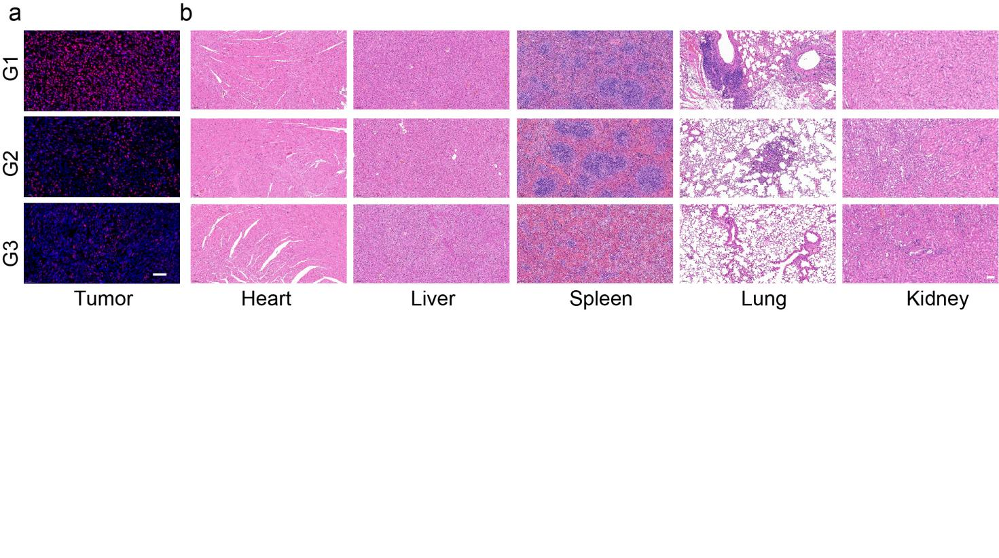 a
b
G1
G2
G3
Tumor
Heart
Liver
Spleen
Lung
Kidney